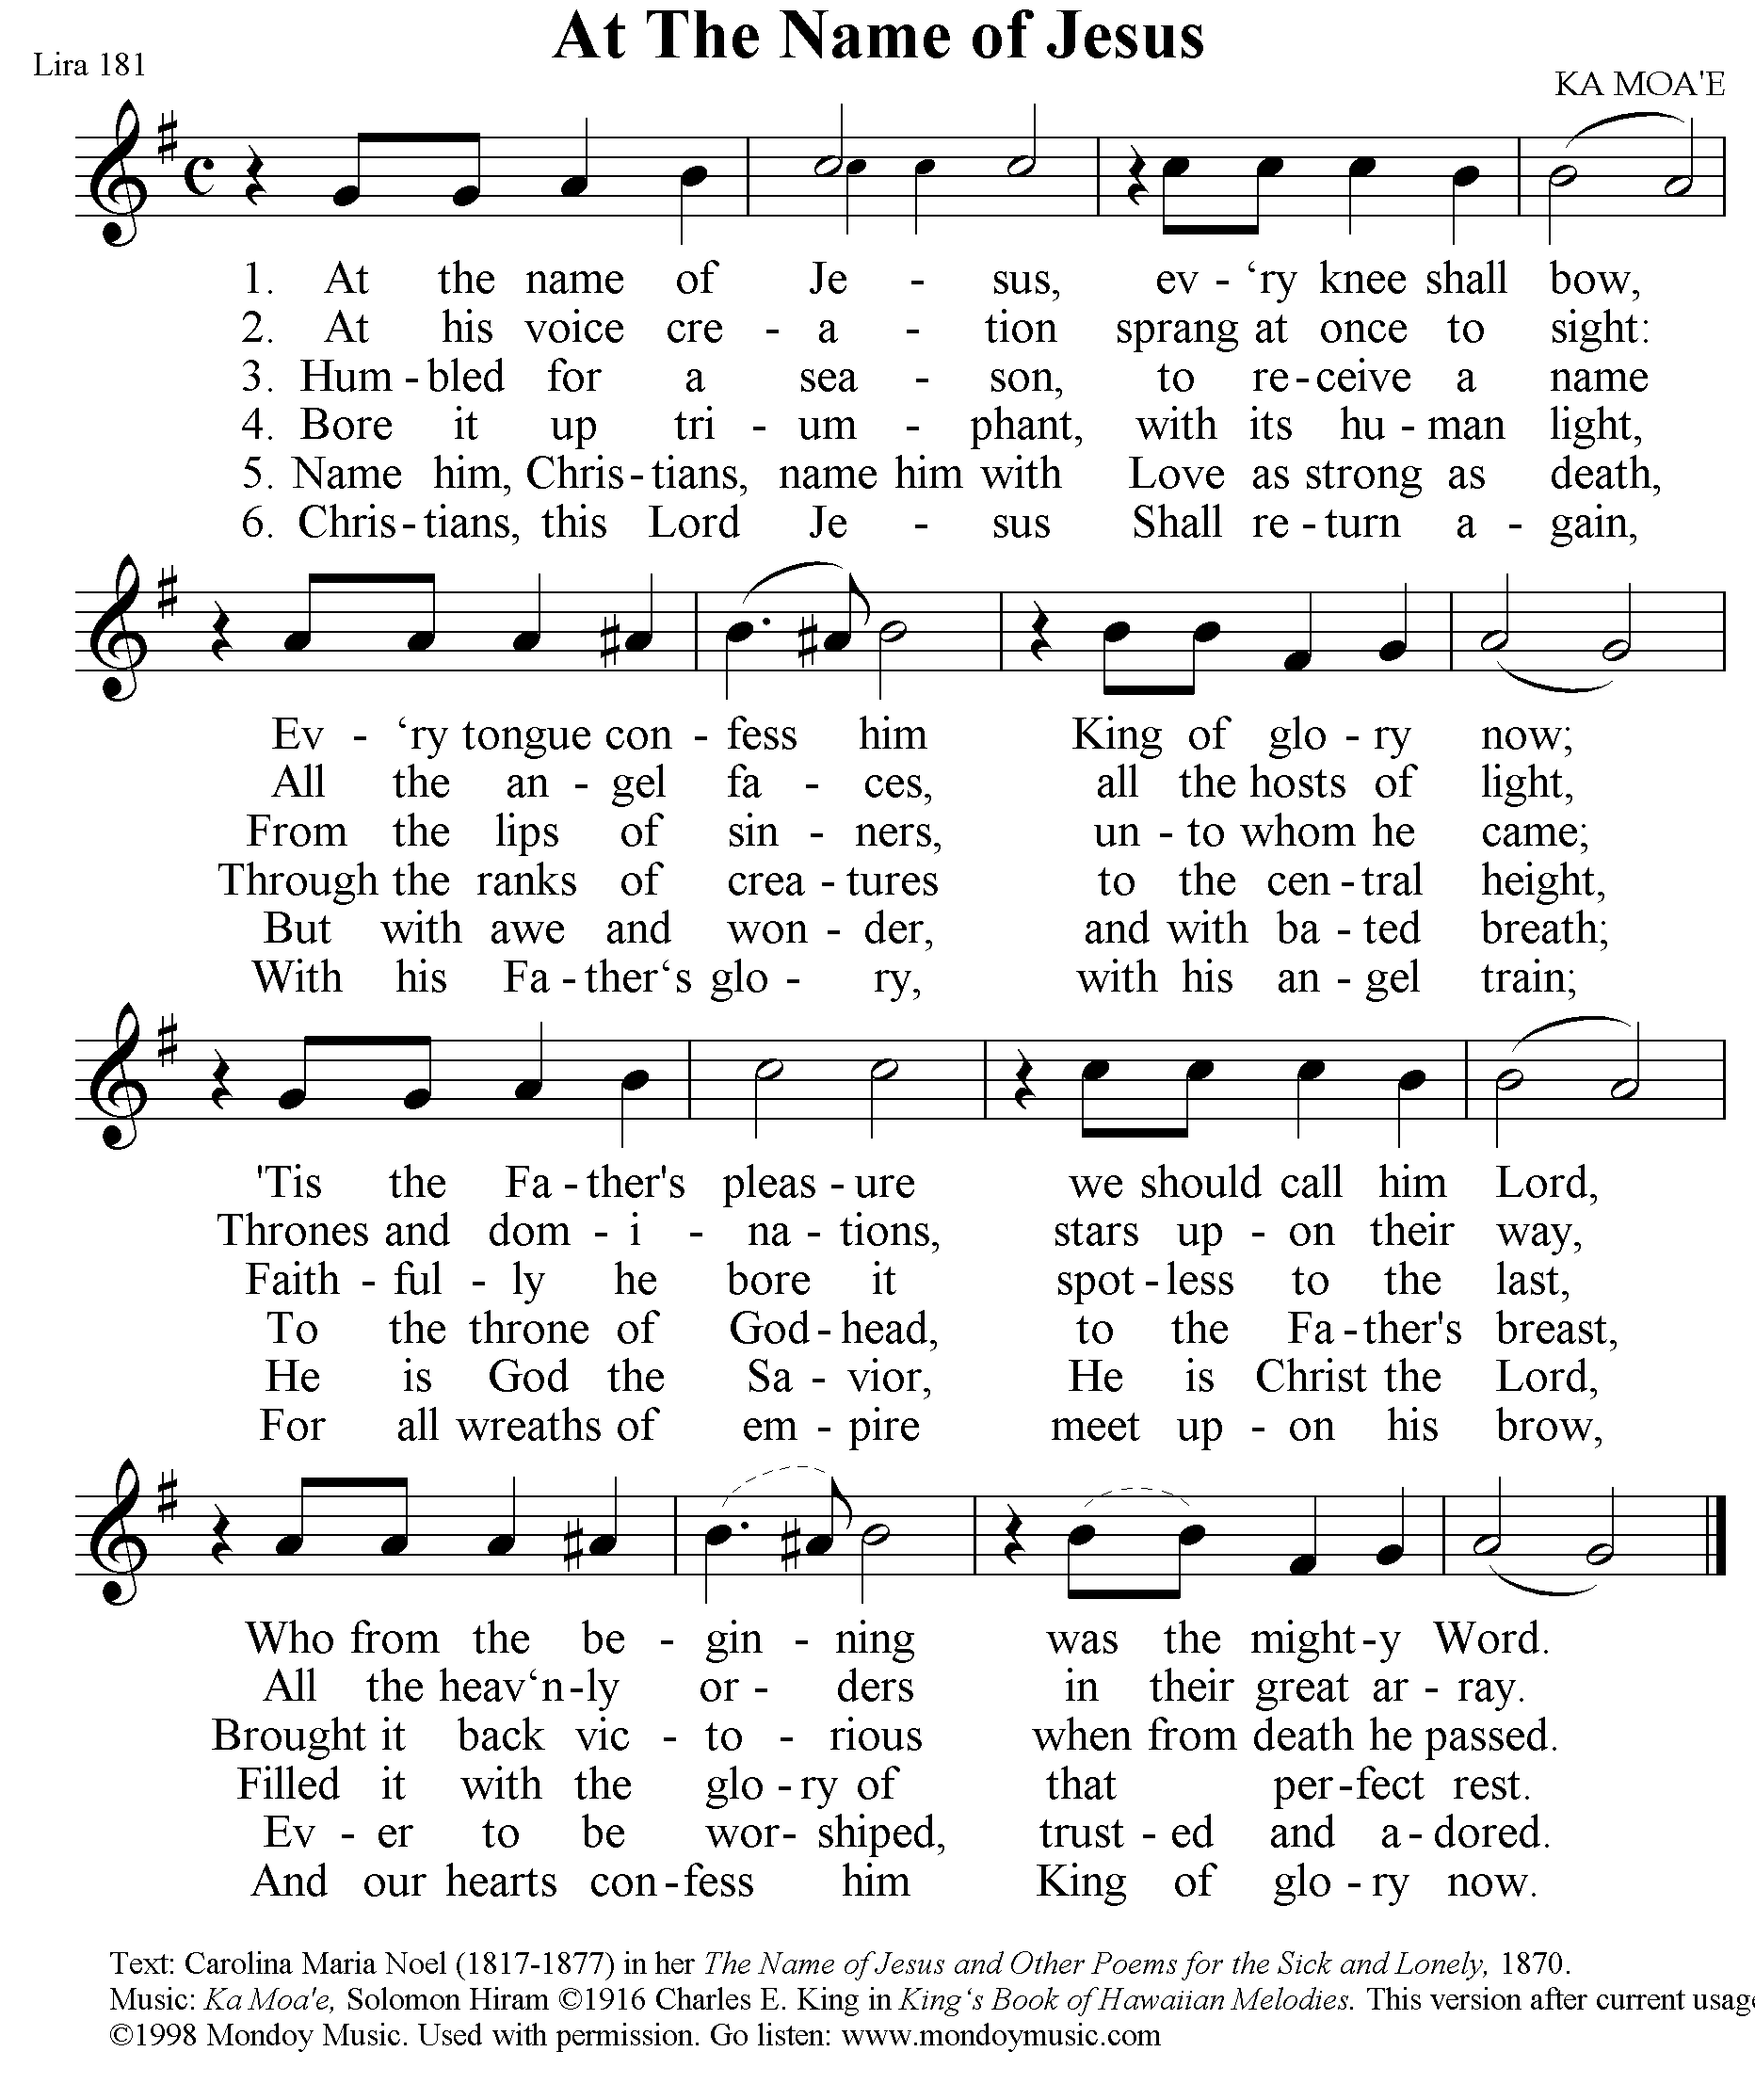 At The Name of Jesus
Lira 181
KA MOA'E
1. At the name of Je - sus, ev - ‘ry knee shall bow,
2. At his voice cre - a - tion sprang at once to sight:
3. Hum - bled for a sea - son, to re - ceive a name
4. Bore it up tri - um - phant, with its hu - man light,
5. Name him, Chris - tians, name him with Love as strong as death,
6. Chris - tians, this Lord Je - sus Shall re - turn a - gain,
Ev - ‘ry tongue con - fess him King of glo - ry now;
All the an - gel fa - ces, all the hosts of light,
From the lips of sin - ners, un - to whom he came;
Through the ranks of crea - tures to the cen - tral height,
But with awe and won - der, and with ba - ted breath;
With his Fa - ther‘s glo - ry, with his an - gel train;
'Tis the Fa - ther's pleas - ure we should call him Lord,
Thrones and dom - i - na - tions, stars up - on their way,
Faith - ful - ly he bore it spot - less to the last,
To the throne of God - head, to the Fa - ther's breast,
He is God the Sa - vior, He is Christ the Lord,
For all wreaths of em - pire meet up - on his brow,
Who from the be - gin - ning was the might - y Word.
All the heav‘n - ly or - ders in their great ar - ray.
Brought it back vic - to - rious when from death he passed.
Filled it with the glo - ry of that per - fect rest.
Ev - er to be wor - shiped, trust - ed and a - dored.
And our hearts con - fess him King of glo - ry now.
Text: Carolina Maria Noel (1817-1877) in her The Name of Jesus and Other Poems for the Sick and Lonely, 1870.
Music: Ka Moa'e, Solomon Hiram ©1916 Charles E. King in King‘s Book of Hawaiian Melodies. This version after current usage
©1998 Mondoy Music. Used with permission. Go listen: www.mondoymusic.com